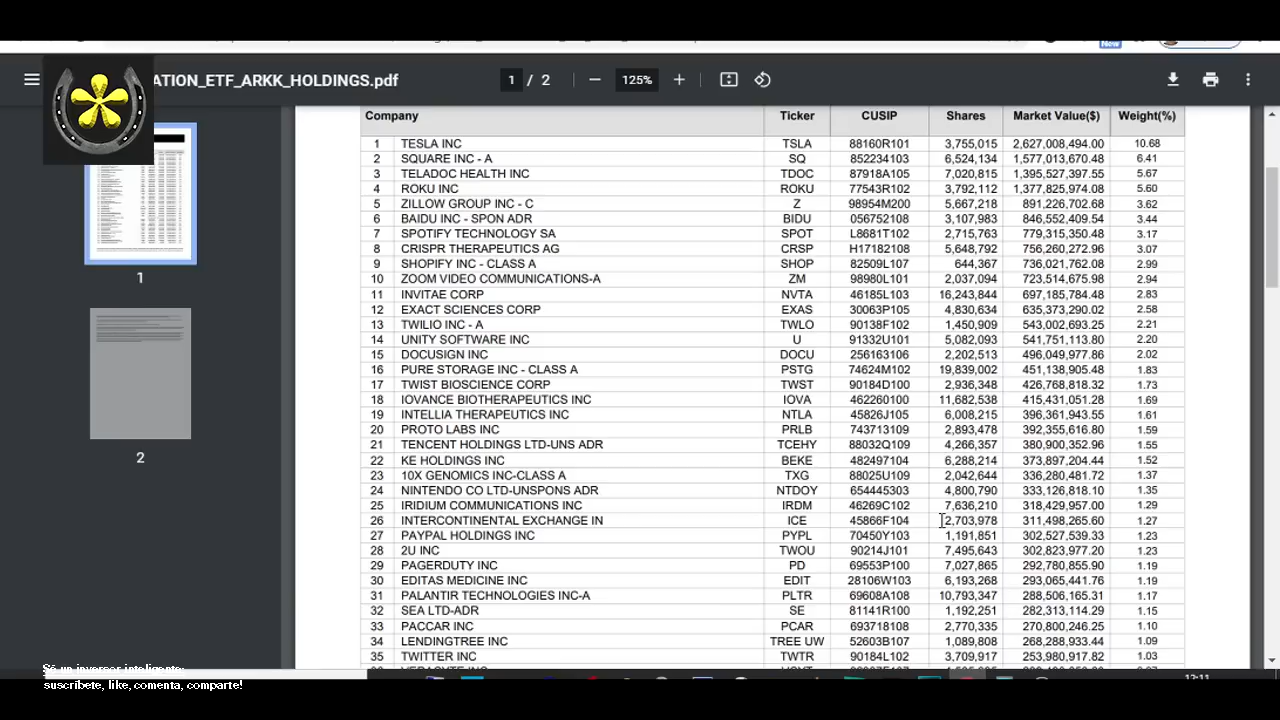 New
ATION_ETF_ARKK_HOLDINGS.pdf
1 / 2
125%
1
2
Company Ticker CUSIP Shares Market Value($) Weight(%)
1 TESLA INC TSLA 88160R101 3,755,015 2,627,008,494.00 10.68
2 SQUARE INC - A SQ 852234103 6,524,134 1,577,013,670.48 6.41
3 TELADOC HEALTH INC TDOC 87918A105 7,020,815 1,395,527,397.55 5.67
4 ROKU INC ROKU 77543R102 3,792,112 1,377,825,974.08 5.60
5 ZILLOW GROUP INC - C Z 98954M200 5,667,218 891,226,702.68 3.62
6 BAIDU INC - SPON ADR BIDU 056752108 3,107,983 846,552,409.54 3.44
7 SPOTIFY TECHNOLOGY SA SPOT L8681T102 2,715,763 779,315,350.48 3.17
8 CRISPR THERAPEUTICS AG CRSP H17182108 5,648,792 756,260,272.96 3.07
9 SHOPIFY INC - CLASS A SHOP 82509L107 644,367 736,021,762.08 2.99
10 ZOOM VIDEO COMMUNICATIONS-A ZM 98980L101 2,037,094 723,514,675.98 2.94
11 INVITAE CORP NVTA 46185L103 16,243,844 697,185,784.48 2.83
12 EXACT SCIENCES CORP EXAS 30063P105 4,830,634 635,373,290.02 2.58
13 TWILIO INC - A TWLO 90138F102 1,450,909 543,002,693.25 2.21
14 UNITY SOFTWARE INC U 91332U101 5,082,093 541,751,113.80 2.20
15 DOCUSIGN INC DOCU 256163106 2,202,513 496,049,977.86 2.02
16 PURE STORAGE INC - CLASS A PSTG 74624M102 19,839,002 451,138,905.48 1.83
17 TWIST BIOSCIENCE CORP TWST 90184D100 2,936,348 426,768,818.32 1.73
18 IOVANCE BIOTHERAPEUTICS INC IOVA 462260100 11,682,538 415,431,051.28 1.69
19 INTELLIA THERAPEUTICS INC NTLA 45826J105 6,008,215 396,361,943.55 1.61
20 PROTO LABS INC PRLB 743713109 2,893,478 392,355,616.80 1.59
21 TENCENT HOLDINGS LTD-UNS ADR TCEHY 88032Q109 4,266,357 380,900,352.96 1.55
22 KE HOLDINGS INC BEKE 482497104 6,288,214 373,897,204.44 1.52
23 10X GENOMICS INC-CLASS A TXG 88025U109 2,042,644 336,280,481.72 1.37
24 NINTENDO CO LTD-UNSPONS ADR NTDOY 654445303 4,800,790 333,126,818.10 1.35
25 IRIDIUM COMMUNICATIONS INC IRDM 46269C102 7,636,210 318,429,957.00 1.29
26 INTERCONTINENTAL EXCHANGE IN ICE 45866F104 2,703,978 311,498,265.60 1.27
27 PAYPAL HOLDINGS INC PYPL 70450Y103 1,191,851 302,527,539.33 1.23
28 2U INC TWOU 90214J101 7,495,643 302,823,977.20 1.23
29 PAGERDUTY INC PD 69553P100 7,027,865 292,780,855.90 1.19
30 EDITAS MEDICINE INC EDIT 28106W103 6,193,268 293,065,441.76 1.19
31 PALANTIR TECHNOLOGIES INC-A PLTR 69608A108 10,793,347 288,506,165.31 1.17
32 SEA LTD-ADR SE 81141R100 1,192,251 282,313,114.29 1.15
33 PACCAR INC PCAR 693718108 2,770,335 270,800,246.25 1.10
34 LENDINGTREE INC TREE UW 52603B107 1,089,808 268,288,933.44 1.09
35 TWITTER INC TWTR 90184L102 3,709,917 253,980,917.82 1.03
Sé un inversor inteligente:
suscribete, like, comenta, comparte!
12:11